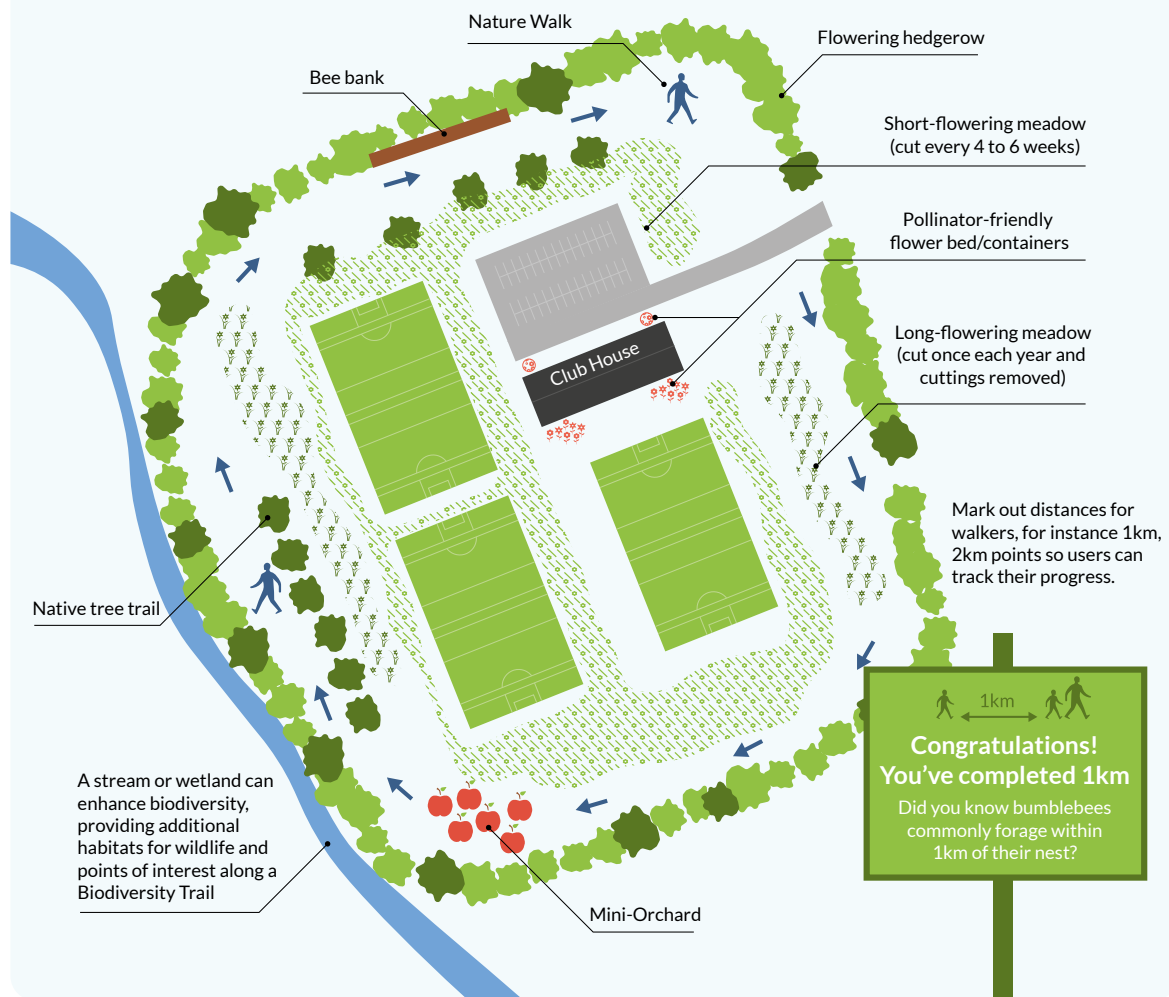 Nature Walk
Flowering hedgerow
Bee bank
Short-flowering meadow
(cut every 4 to 6 weeks)
Pollinator-friendly
flower bed/containers
Club House
Long-flowering meadow
(cut once each year and
cuttings removed)
Mark out distances for
walkers, for instance 1km,
2km points so users can
track their progress.
Native tree trail
1km
Congratulations!
You’ve completed 1km
Did you know bumblebees
commonly forage within
1km of their nest?
A stream or wetland can
enhance biodiversity,
providing additional
habitats for wildlife and
points of interest along a
Biodiversity Trail
Mini-Orchard